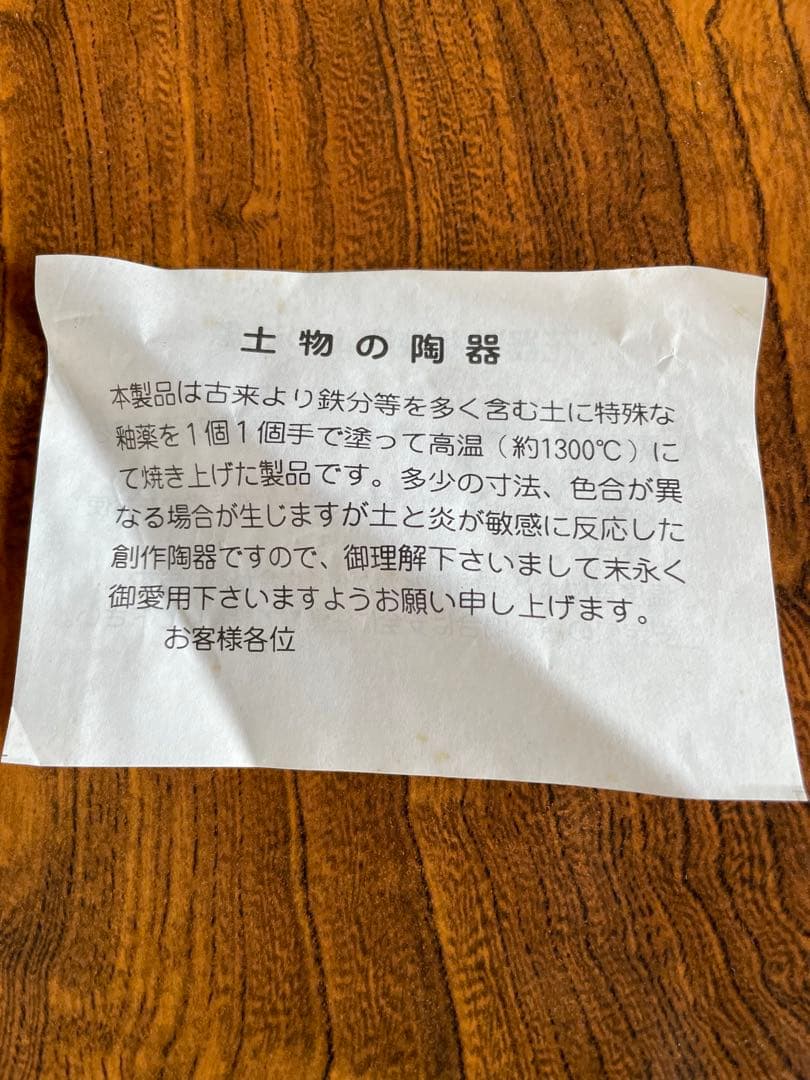 土物の陶器
本製品は古来より鉄分等を多く含む土に特殊な
釉薬を1個1個手で塗って高温(約1300℃)に
て焼き上げた製品です。多少の寸法、色合が異
なる場合が生じますが土と炎が敏感に反応した
創作陶器ですので、御理解下さいまして末永く
御愛用下さいますようお願い申し上げます。
お客様各位